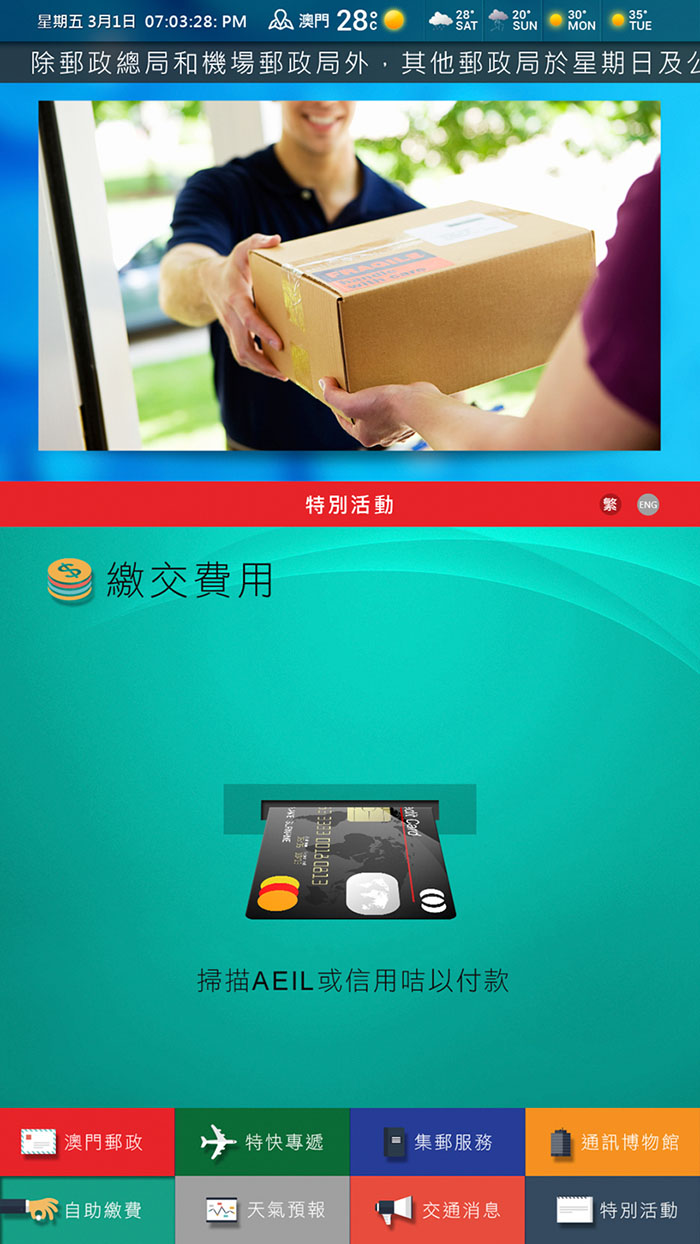 星期五 3月1日 07:03:28: PM
澳門 28°C
28° SAT
20° SUN
30° MON
35° TUE
除郵政總局和機場郵政局外，其他郵政局於星期日及公
FRAGILE
handle
with care
特別活動
繁
ENG
繳交費用
掃描AEIL或信用咭以付款
澳門郵政
特快專遞
集郵服務
通訊博物館
自助繳費
天氣預報
交通消息
特別活動